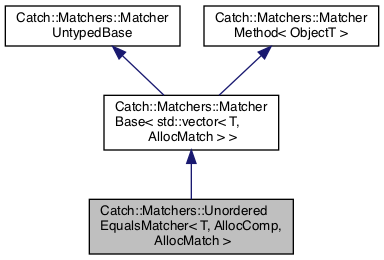 Catch::Matchers::Matcher
UntypedBase
Catch::Matchers::Matcher
Method< ObjectT >
Catch::Matchers::Matcher
Base< std::vector< T,
AllocMatch > >
Catch::Matchers::Unordered
EqualsMatcher< T, AllocComp,
AllocMatch >